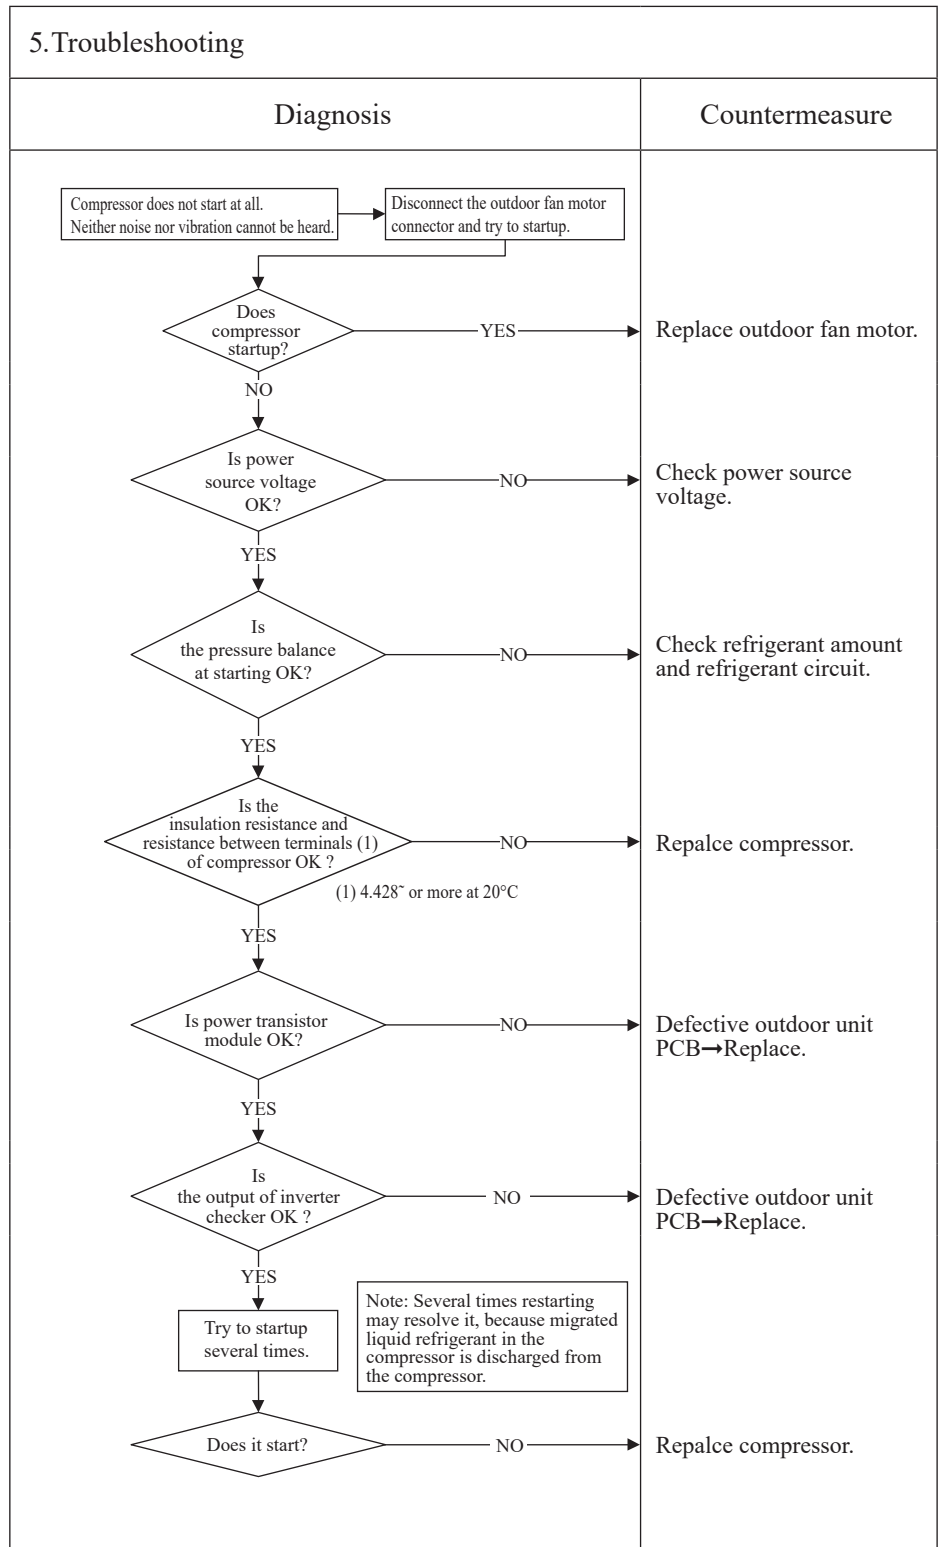 5.Troubleshooting
Diagnosis
Countermeasure
Compressor does not start at all.
Neither noise nor vibration cannot be heard.
Disconnect the outdoor fan motor
connector and try to startup.
Does
compressor
startup?
YES
Replace outdoor fan motor.
NO
Is power
source voltage
OK?
NO
Check power source
voltage.
YES
Is
the pressure balance
at starting OK?
NO
Check refrigerant amount
and refrigerant circuit.
YES
Is the
insulation resistance and
resistance between terminals (1)
of compressor OK ?
NO
Repalce compressor.
(1) 4.428˜ or more at 20°C
YES
Is power transistor
module OK?
NO
Defective outdoor unit
PCB→Replace.
YES
Is
the output of inverter
checker OK ?
NO
Defective outdoor unit
PCB→Replace.
YES
Try to startup
several times.
Note: Several times restarting
may resolve it, because migrated
liquid refrigerant in the
compressor is discharged from
the compressor.
Does it start?
NO
Repalce compressor.